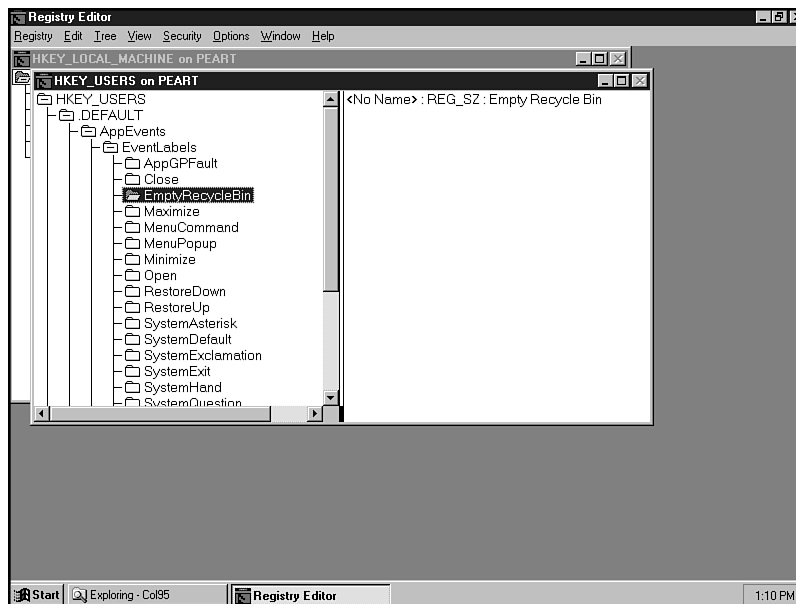 Registry Editor
Registry Edit Tree View Security Options Window Help
HKEY_LOCAL_MACHINE on PEART
HKEY_USERS on PEART
HKEY_USERS
.DEFAULT
AppEvents
EventLabels
AppGPFault
Close
EmptyRecycleBin
Maximize
MenuCommand
MenuPopup
Minimize
Open
RestoreDown
RestoreUp
SystemAsterisk
SystemDefault
SystemExclamation
SystemExit
SystemHand
SystemQuestion
<No Name> : REG_SZ : Empty Recycle Bin
Start
Exploring - Col95
Registry Editor
1:10 PM